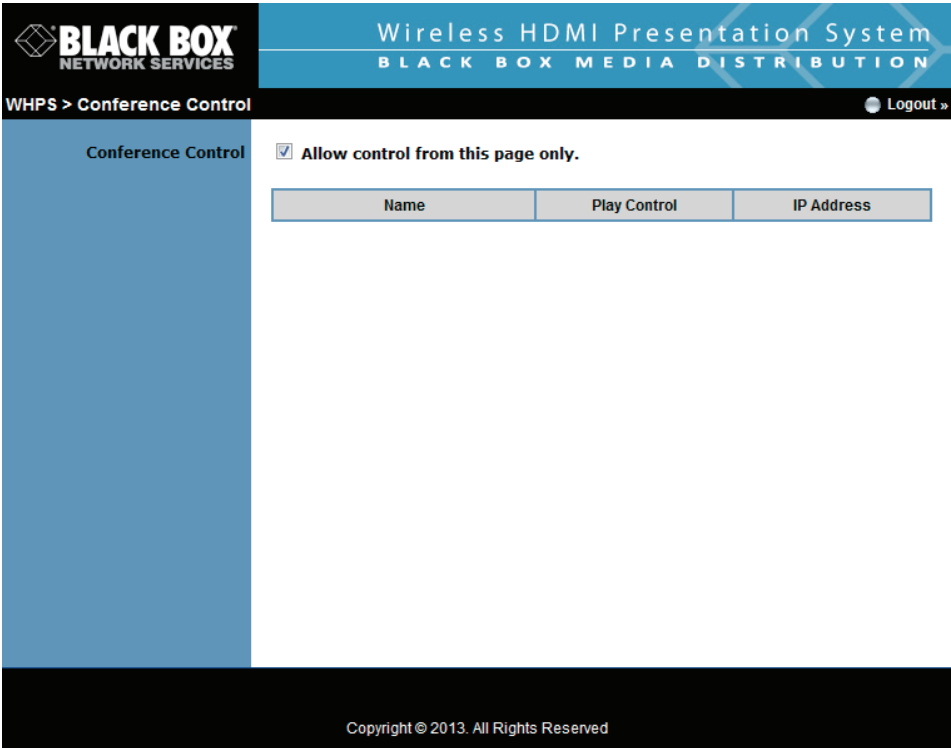 BLACK BOX
NETWORK SERVICES
Wireless HDMI Presentation System
BLACK BOX MEDIA DISTRIBUTION
WHPS > Conference Control
Logout »
Conference Control
Allow control from this page only.
Name Play Control IP Address
Copyright © 2013. All Rights Reserved